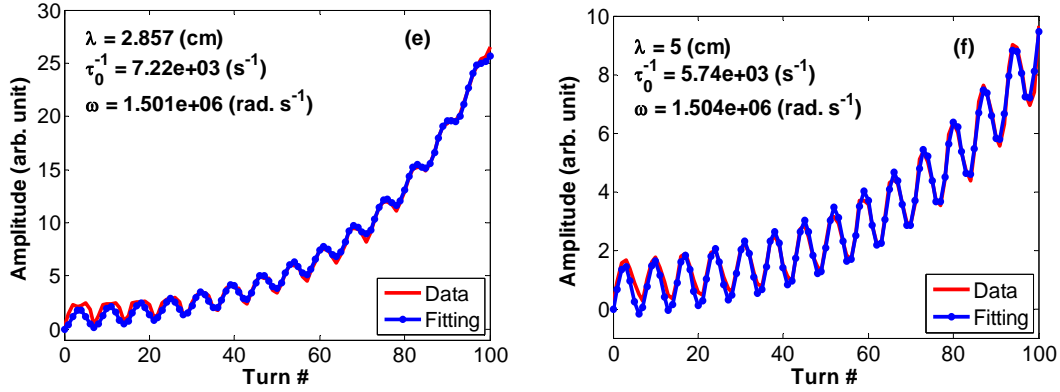 λ = 2.857 (cm)
τ₀⁻¹ = 7.22e+03 (s⁻¹)
ω = 1.501e+06 (rad. s⁻¹)
(e)
Amplitude (arb. unit)
30
25
20
15
10
5
0
0 20 40 60 80 100
Turn #
Data
Fitting
λ = 5 (cm)
τ₀⁻¹ = 5.74e+03 (s⁻¹)
ω = 1.504e+06 (rad. s⁻¹)
(f)
Amplitude (arb. unit)
10
8
6
4
2
0
0 20 40 60 80 100
Turn #
Data
Fitting